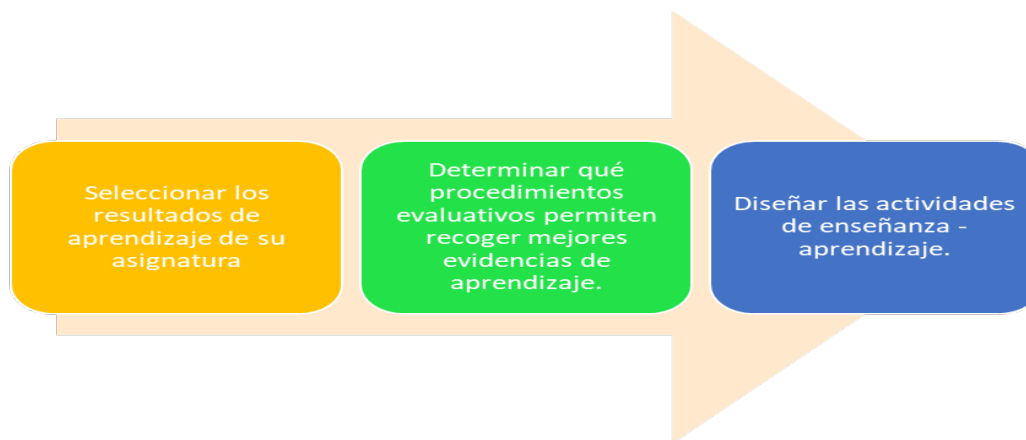 Seleccionar los
resultados de
aprendizaje de su
asignatura
Determinar qué
procedimientos
evaluativos permiten
recoger mejores
evidencias de
aprendizaje.
Diseñar las actividades
de enseñanza -
aprendizaje.